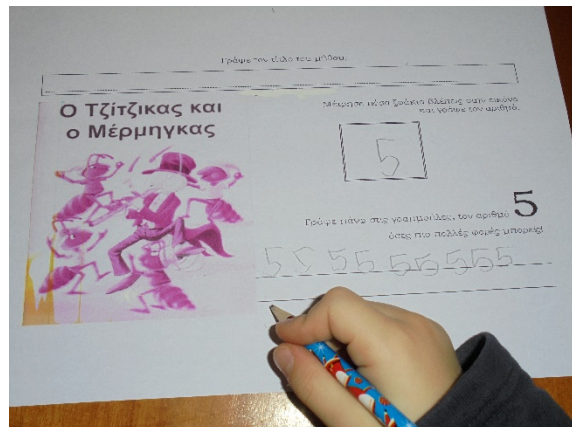 Γράψε τον τίτλο του μύθου:
Ο Τζίτζικας και
ο Μέρμηγκας
Μέτρησε πόσα ζωάκια βλέπεις στην εικόνα
και γράψε τον αριθμό.
5
Γράψε πάνω στις γραμμούλες, τον αριθμό 5
όσες πιο πολλές φορές μπορείς!
5 5 5 5 5 5 5 5 5